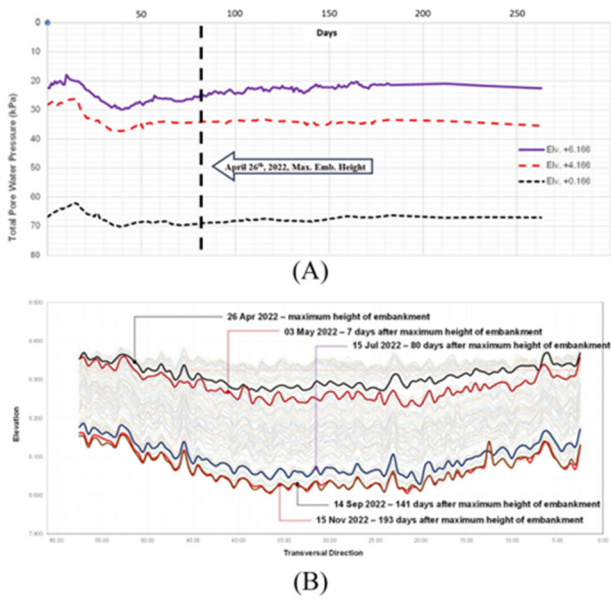 50 100 150 200 250
Days
0
10
20
30
40
50
60
70
80
Total Pore Water Pressure (kPa)
April 26th, 2022, Max. Emb. Height
Elv. +6.166
Elv. +4.166
Elv. +0.166
(A)
26 Apr 2022 – maximum height of embankment
03 May 2022 – 7 days after maximum height of embankment
15 Jul 2022 – 80 days after maximum height of embankment
Elevation
14 Sep 2022 – 141 days after maximum height of embankment
15 Nov 2022 – 193 days after maximum height of embankment
Transversal Direction
(B)